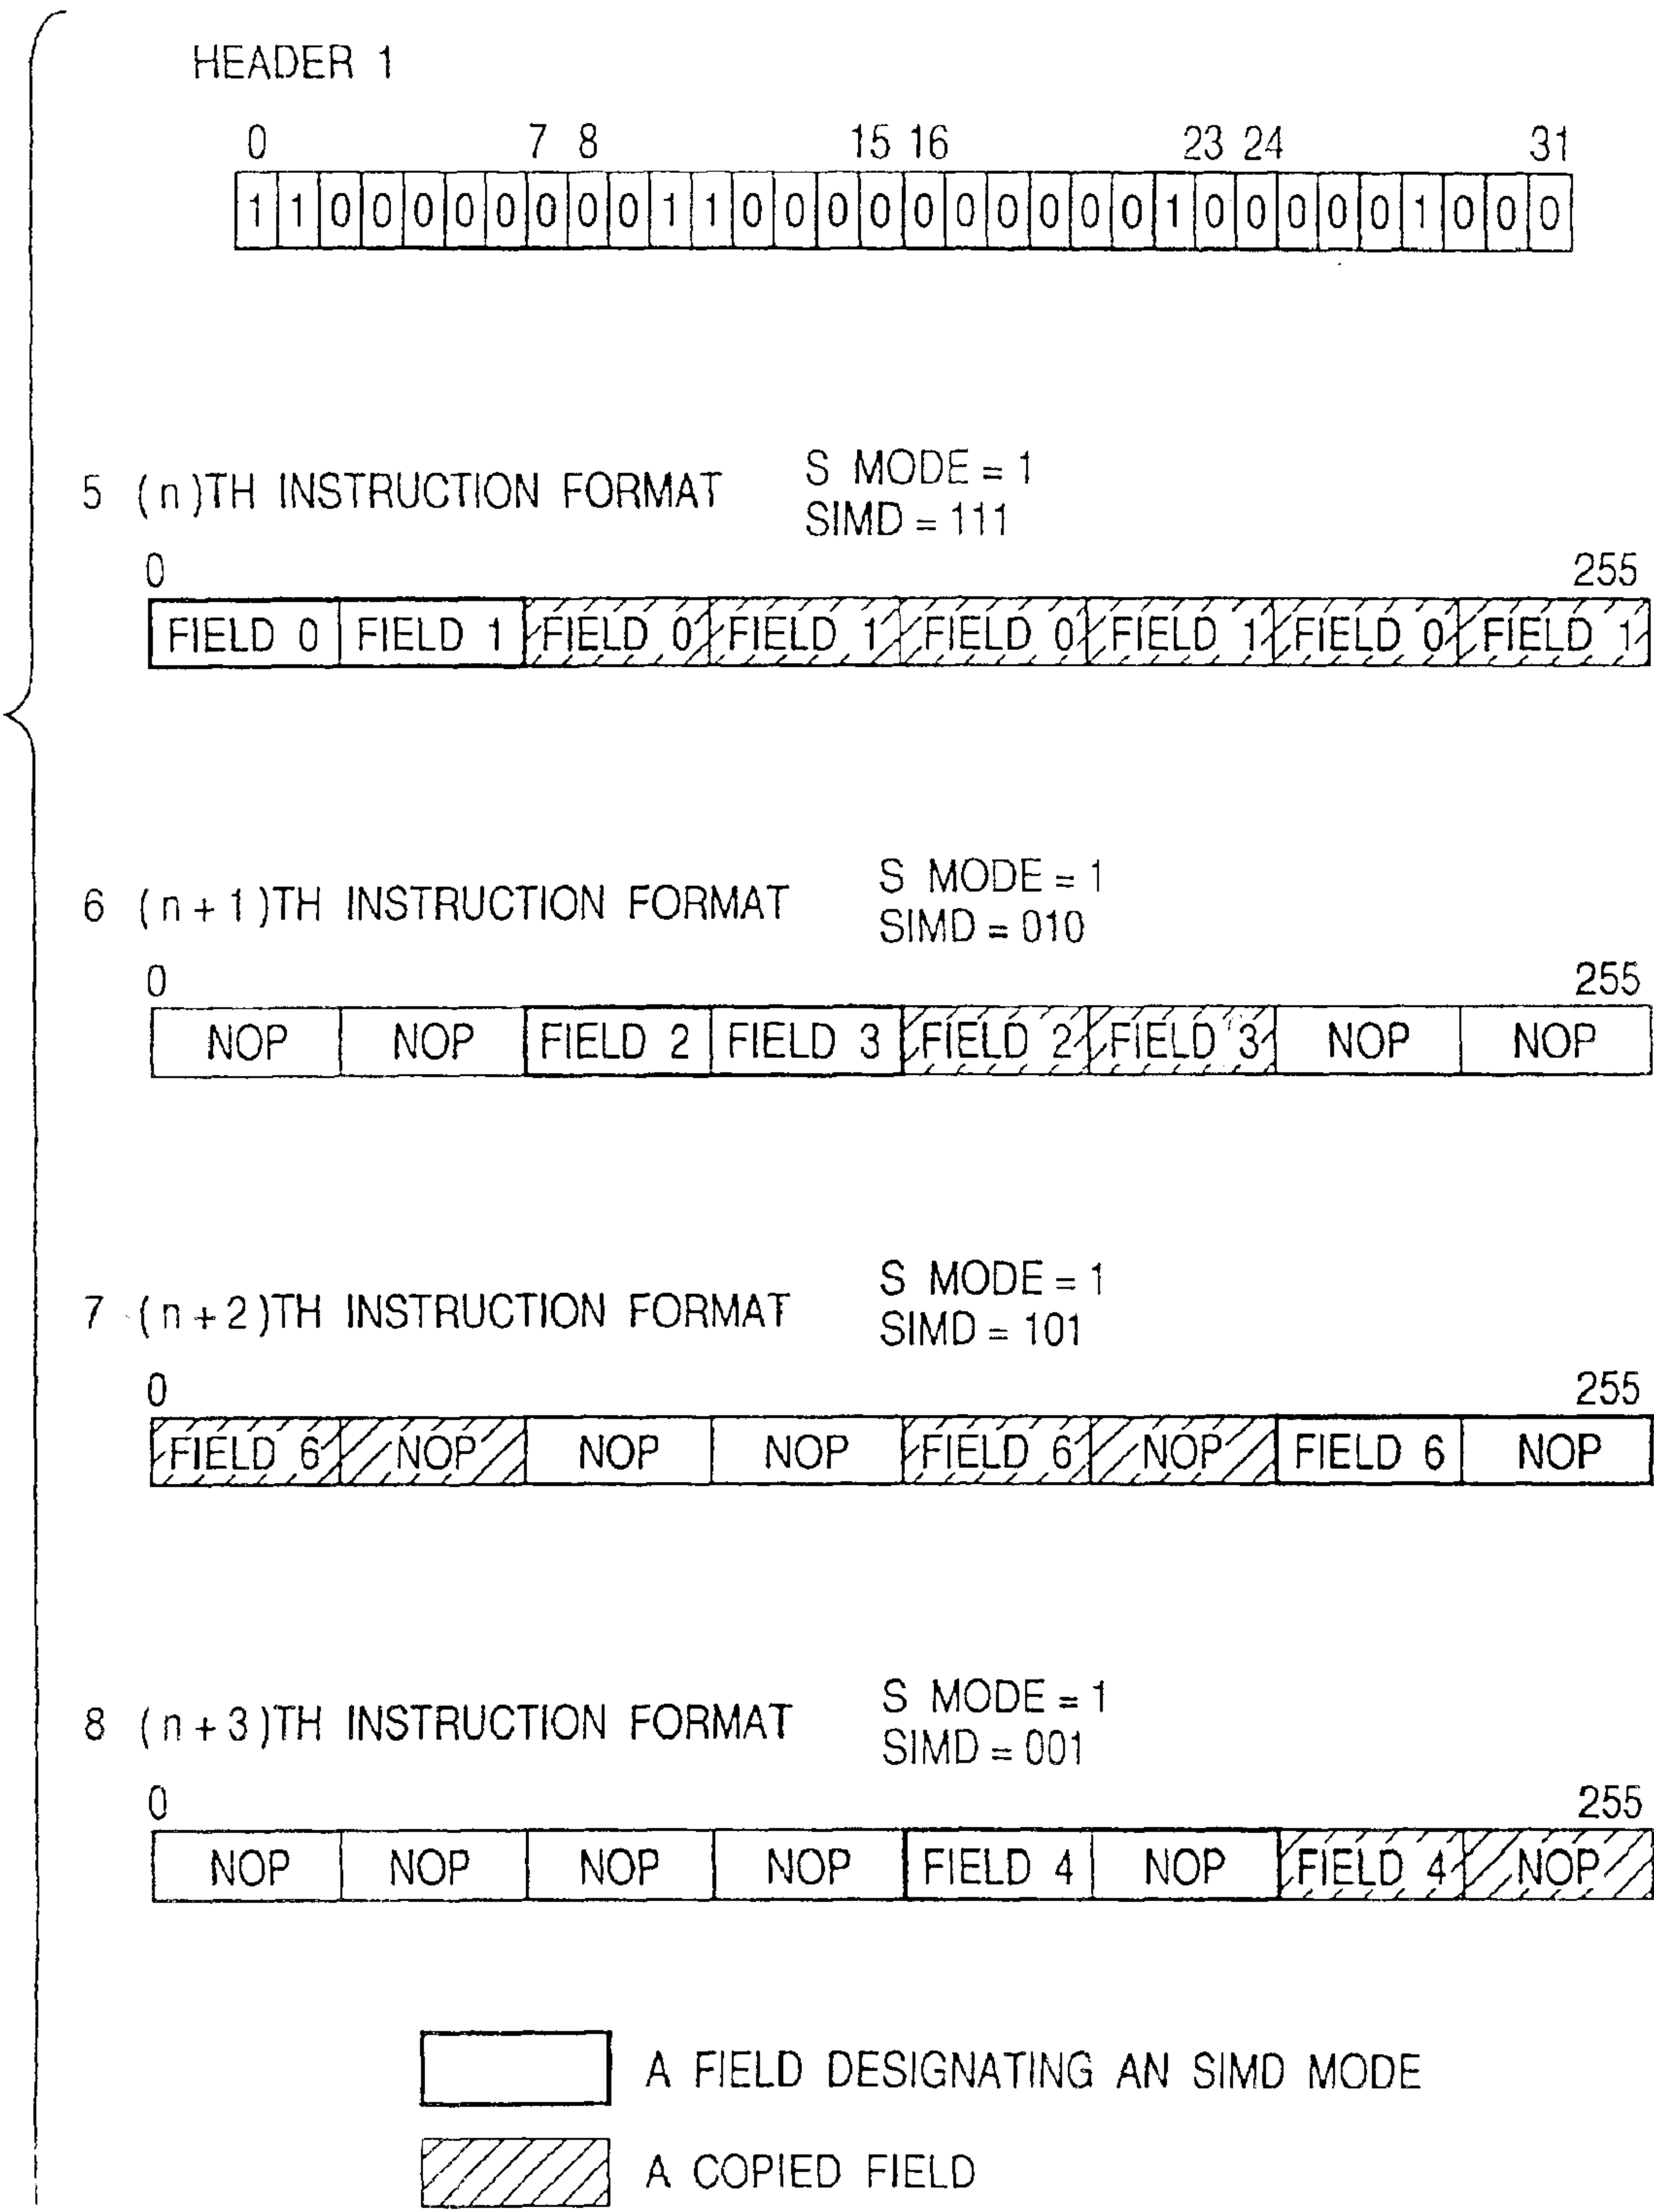 HEADER 1
0 7 8 15 16 23 24 31
1 1 0 0 0 0 0 0 0 0 1 1 0 0 0 0 0 0 0 0 0 0 1 0 0 0 0 0 1 0 0 0
5 (n)TH INSTRUCTION FORMAT
S MODE = 1
SIMD = 111
0 255
FIELD 0 FIELD 1 FIELD 0 FIELD 1 FIELD 0 FIELD 1 FIELD 0 FIELD 1
6 (n + 1)TH INSTRUCTION FORMAT
S MODE = 1
SIMD = 010
0 255
NOP NOP FIELD 2 FIELD 3 FIELD 2 FIELD 3 NOP NOP
7 (n + 2)TH INSTRUCTION FORMAT
S MODE = 1
SIMD = 101
0 255
FIELD 6 NOP NOP NOP FIELD 6 NOP FIELD 6 NOP
8 (n + 3)TH INSTRUCTION FORMAT
S MODE = 1
SIMD = 001
0 255
NOP NOP NOP NOP FIELD 4 NOP FIELD 4 NOP
A FIELD DESIGNATING AN SIMD MODE
A COPIED FIELD